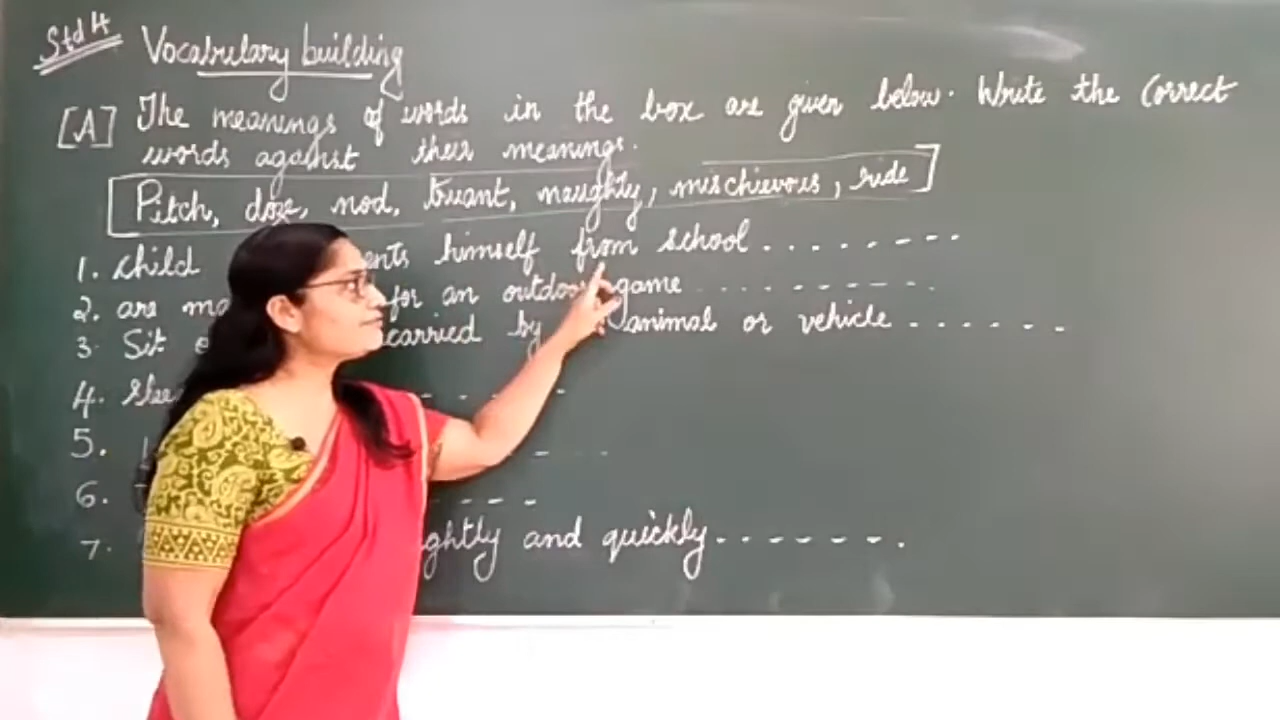 Std 4
Vocabulary building
[A] The meanings of words in the box are given below. Write the correct
words against their meanings.
Pitch, doze, nod, truant, naughty, mischievous, ride
1. child himself from school ........
2. are for an outdoor game ..........
3. Sit carried by animal or vehicle ......
4.
5.
6.
7. and quickly .......